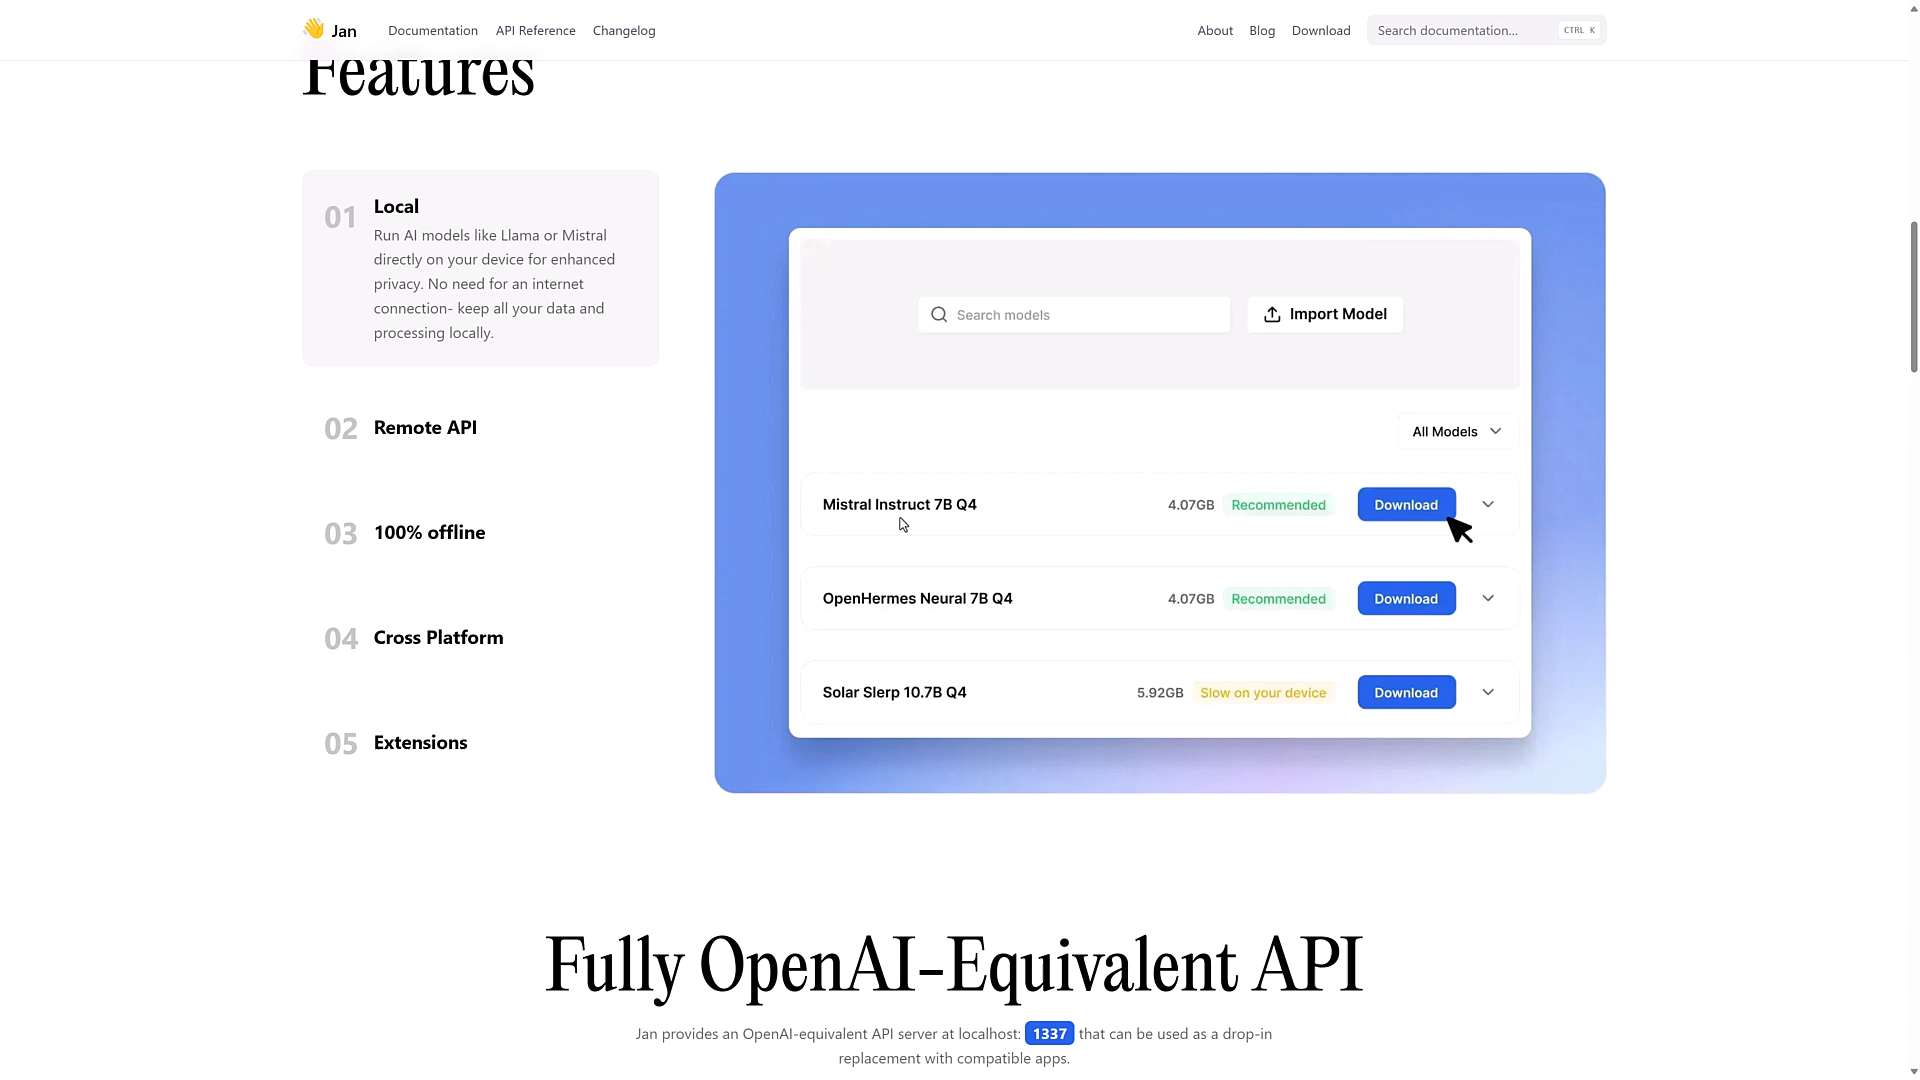 👋 Jan
Documentation
API Reference
Changelog
About
Blog
Download
Search documentation...
CTRL K
Features
01
Local
Run AI models like Llama or Mistral
directly on your device for enhanced
privacy. No need for an internet
connection- keep all your data and
processing locally.
02
Remote API
03
100% offline
04
Cross Platform
05
Extensions
Search models
Import Model
All Models
Mistral Instruct 7B Q4
4.07GB
Recommended
Download
OpenHermes Neural 7B Q4
4.07GB
Recommended
Download
Solar Slerp 10.7B Q4
5.92GB
Slow on your device
Download
Fully OpenAI-Equivalent API
Jan provides an OpenAI-equivalent API server at localhost: 1337 that can be used as a drop-in
replacement with compatible apps.